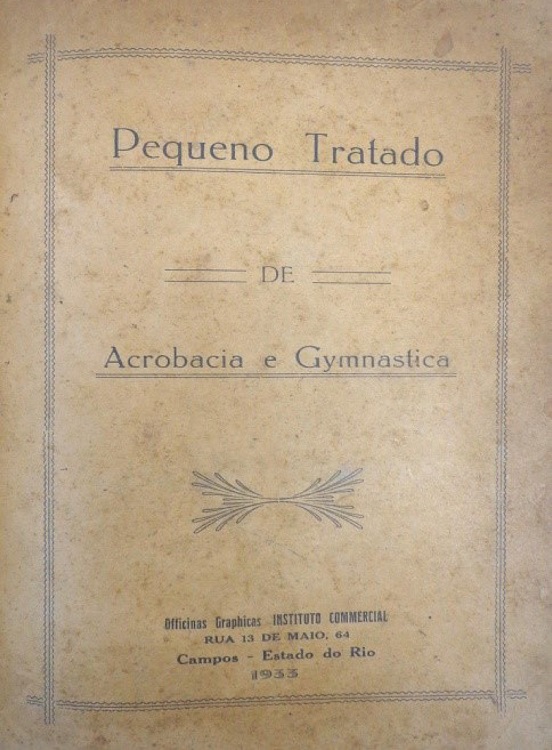 Pequeno Tratado
DE
Acrobacia e Gymnastica
Officinas Graphicas INSTITUTO COMMERCIAL
RUA 13 DE MAIO, 64
Campos - Estado do Rio
1933